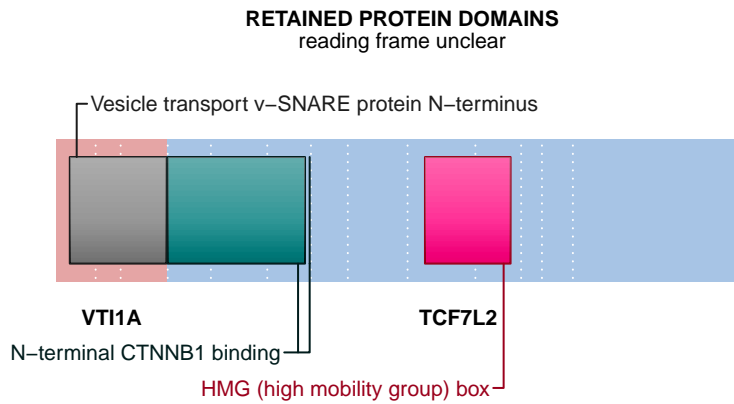 RETAINED PROTEIN DOMAINS
reading frame unclear
Vesicle transport v−SNARE protein N−terminus
VTI1A
TCF7L2
N−terminal CTNNB1 binding
HMG (high mobility group) box